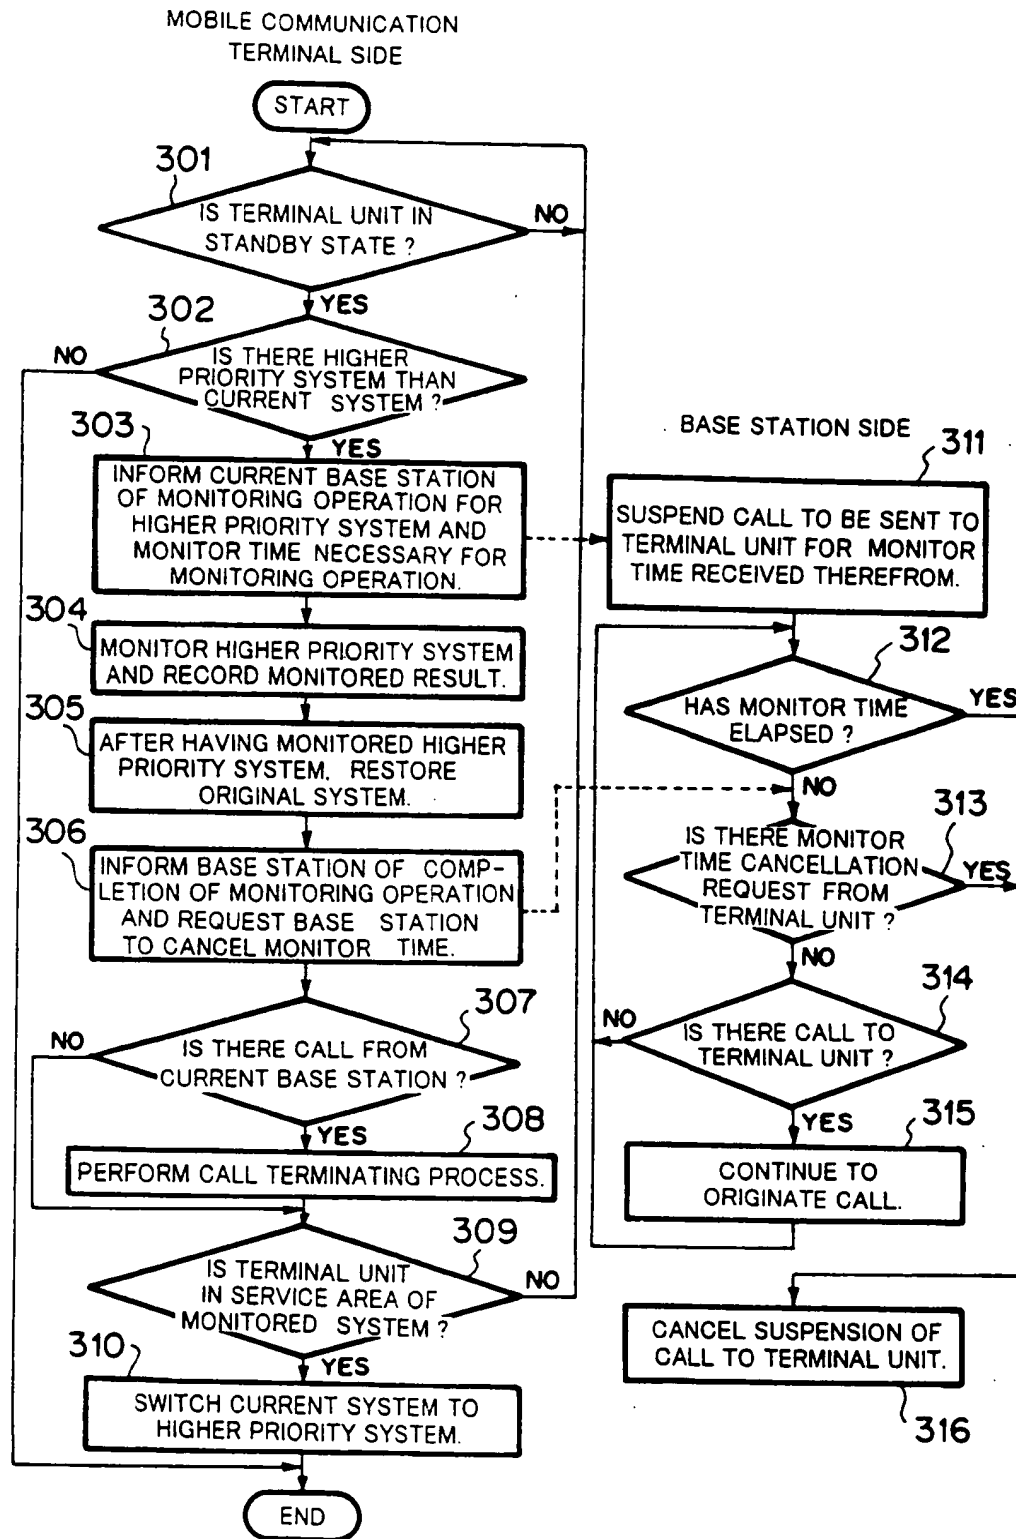 MOBILE COMMUNICATION
TERMINAL SIDE
START
301
IS TERMINAL UNIT IN
STANDBY STATE ?
NO
YES
302
NO
IS THERE HIGHER
PRIORITY SYSTEM THAN
CURRENT SYSTEM ?
YES
303
INFORM CURRENT BASE STATION
OF MONITORING OPERATION FOR
HIGHER PRIORITY SYSTEM AND
MONITOR TIME NECESSARY FOR
MONITORING OPERATION.
304
MONITOR HIGHER PRIORITY SYSTEM
AND RECORD MONITORED RESULT.
305
AFTER HAVING MONITORED HIGHER
PRIORITY SYSTEM, RESTORE
ORIGINAL SYSTEM.
306
INFORM BASE STATION OF COMP-
LETION OF MONITORING OPERATION
AND REQUEST BASE STATION
TO CANCEL MONITOR TIME.
307
NO
IS THERE CALL FROM
CURRENT BASE STATION ?
YES
308
PERFORM CALL TERMINATING PROCESS.
309
IS TERMINAL UNIT
IN SERVICE AREA OF
MONITORED SYSTEM ?
NO
YES
310
SWITCH CURRENT SYSTEM TO
HIGHER PRIORITY SYSTEM.
END
BASE STATION SIDE
311
SUSPEND CALL TO BE SENT TO
TERMINAL UNIT FOR MONITOR
TIME RECEIVED THEREFROM.
312
HAS MONITOR TIME
ELAPSED ?
YES
NO
313
IS THERE MONITOR
TIME CANCELLATION
REQUEST FROM
TERMINAL UNIT ?
YES
NO
314
NO
IS THERE CALL TO
TERMINAL UNIT ?
YES
315
CONTINUE TO
ORIGINATE CALL.
CANCEL SUSPENSION OF
CALL TO TERMINAL UNIT.
316